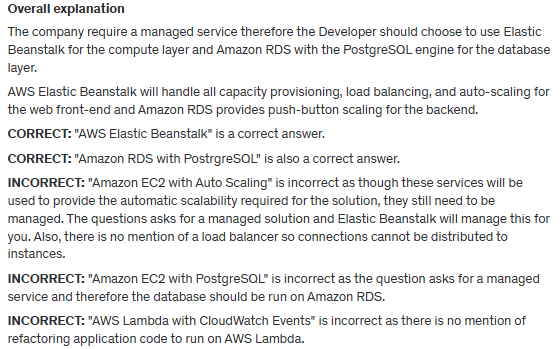 Overall explanation
The company require a managed service therefore the Developer should choose to use Elastic
Beanstalk for the compute layer and Amazon RDS with the PostgreSQL engine for the database
layer.
AWS Elastic Beanstalk will handle all capacity provisioning, load balancing, and auto-scaling for
the web front-end and Amazon RDS provides push-button scaling for the backend.
CORRECT: "AWS Elastic Beanstalk" is a correct answer.
CORRECT: "Amazon RDS with PostrgreSQL" is also a correct answer.
INCORRECT: "Amazon EC2 with Auto Scaling" is incorrect as though these services will be
used to provide the automatic scalability required for the solution, they still need to be
managed. The questions asks for a managed solution and Elastic Beanstalk will manage this for
you. Also, there is no mention of a load balancer so connections cannot be distributed to
instances.
INCORRECT: "Amazon EC2 with PostgreSQL" is incorrect as the question asks for a managed
service and therefore the database should be run on Amazon RDS.
INCORRECT: "AWS Lambda with CloudWatch Events" is incorrect as there is no mention of
refactoring application code to run on AWS Lambda.